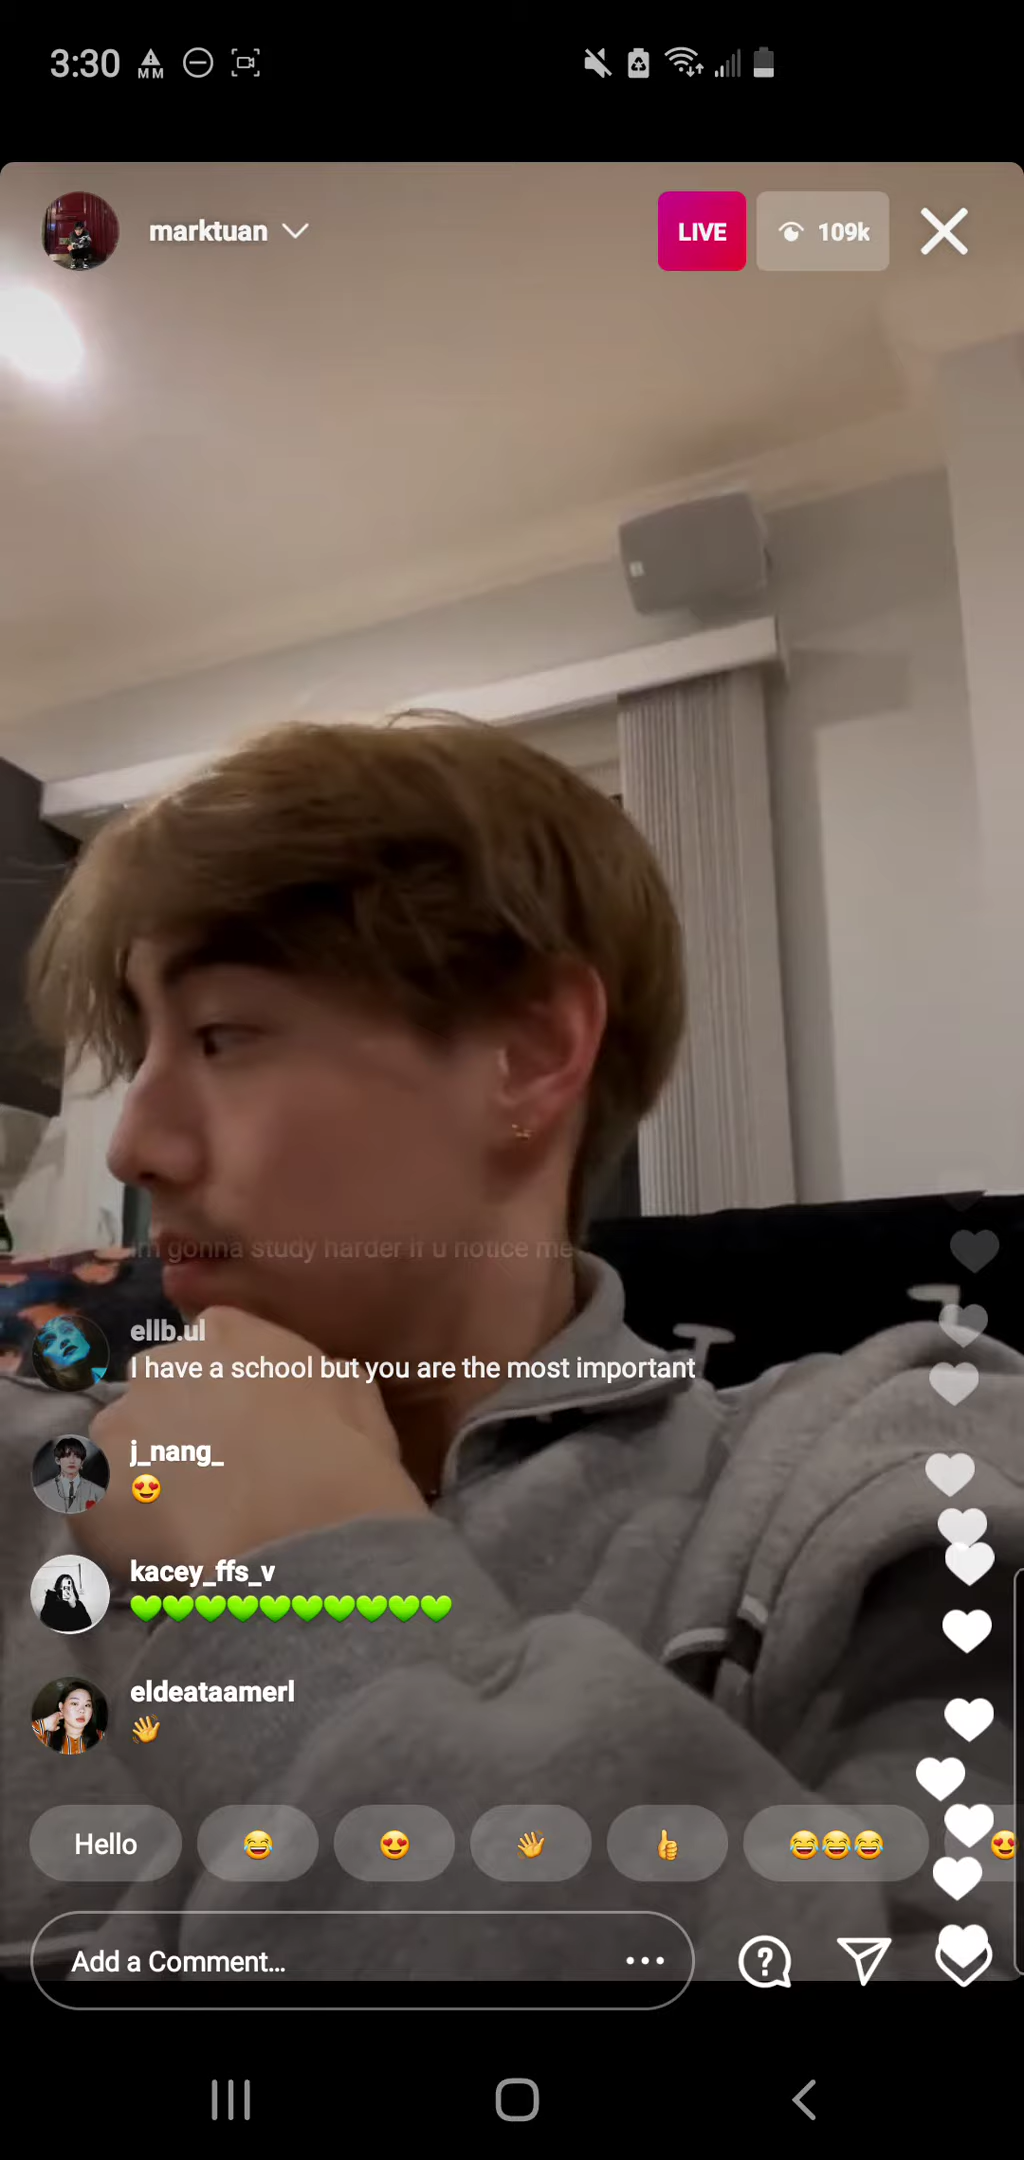 3:30
MM
marktuan
LIVE
109k
im gonna study harder if u notice me
ellb.ul
I have a school but you are the most important
j_nang_
😍
kacey_ffs_v
💚💚💚💚💚💚💚💚💚💚
eldeataamerl
👋
Hello 😂 😍 👋 👍 😂😂😂 😍
Add a Comment...